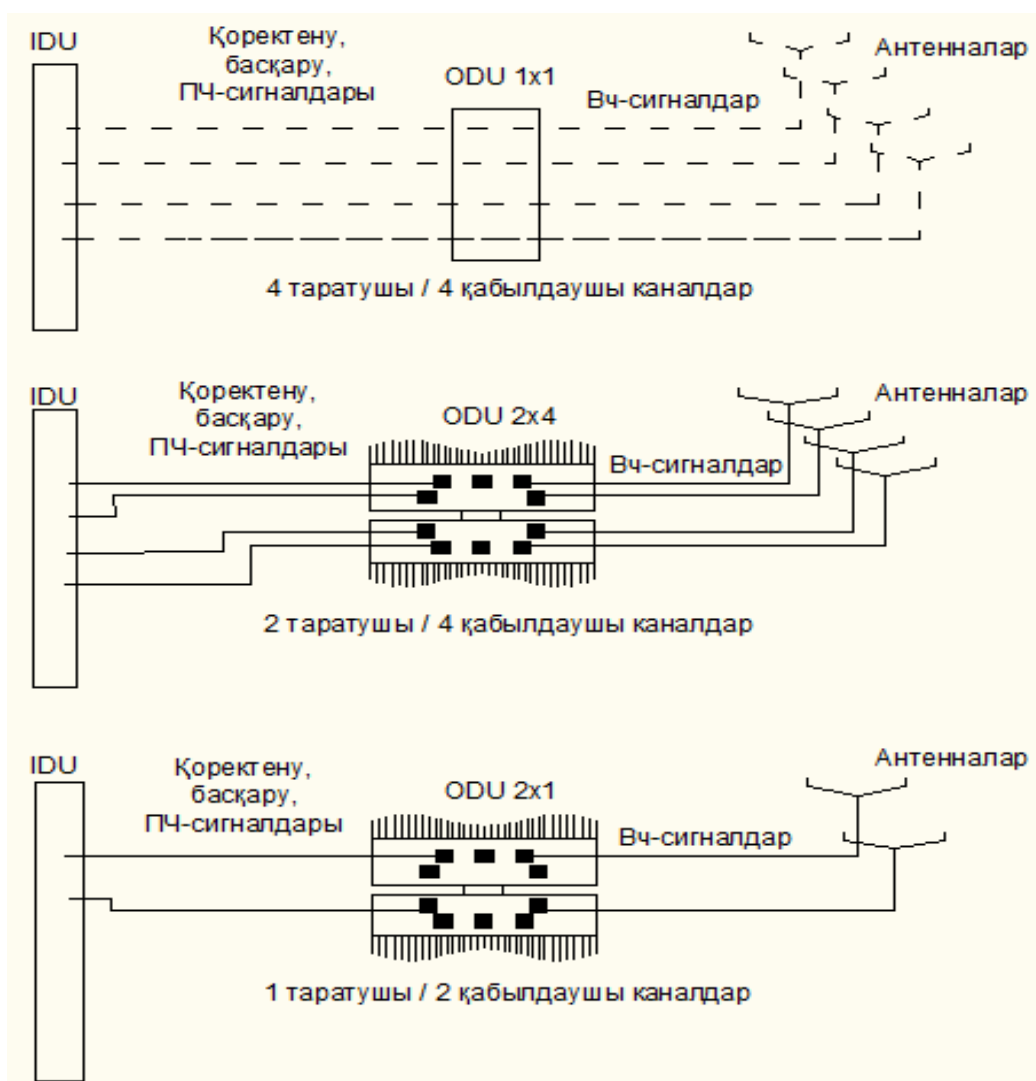 IDU
Қоректену,
басқару,
ПЧ-сигналдары
ODU 1x1
Вч-сигналдар
Антенналар
4 таратушы / 4 қабылдаушы каналдар
IDU
Қоректену,
басқару,
ПЧ-сигналдары
ODU 2x4
Вч-сигналдар
Антенналар
2 таратушы / 4 қабылдаушы каналдар
IDU
Қоректену,
басқару,
ПЧ-сигналдары
ODU 2x1
Вч-сигналдар
Антенналар
1 таратушы / 2 қабылдаушы каналдар